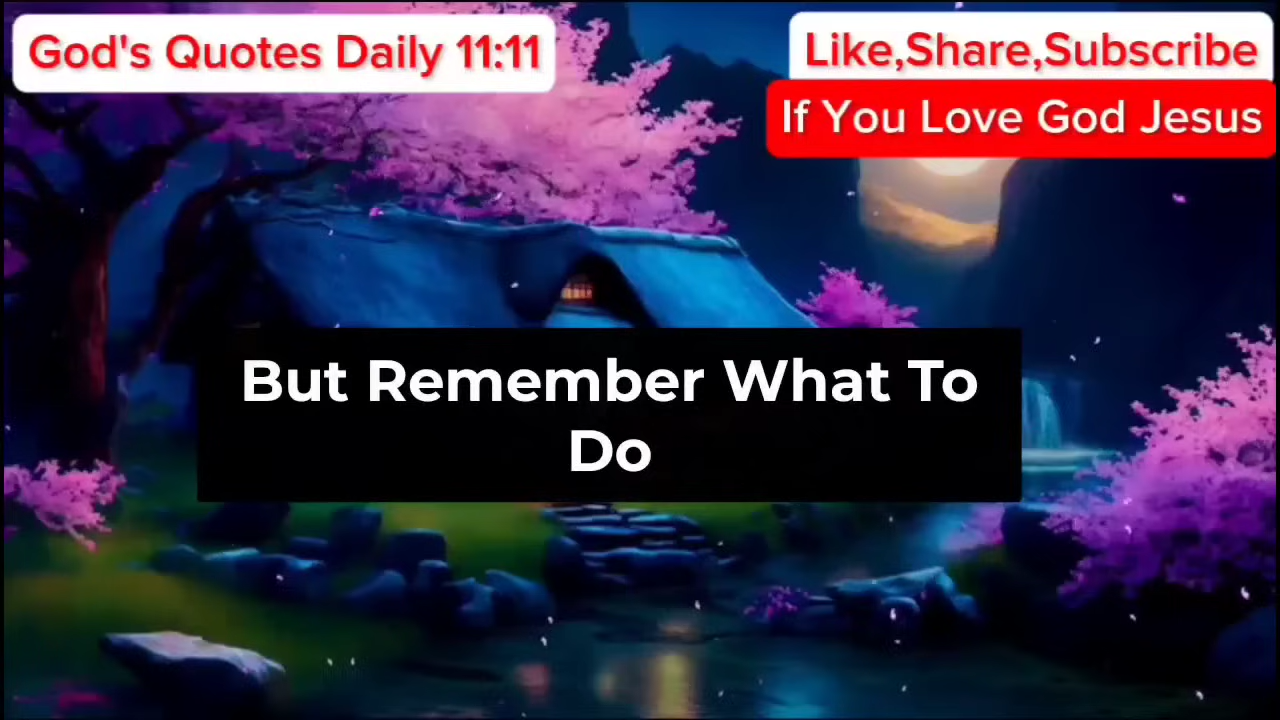 God's Quotes Daily 11:11
Like,Share,Subscribe
If You Love God Jesus
But Remember What To
Do